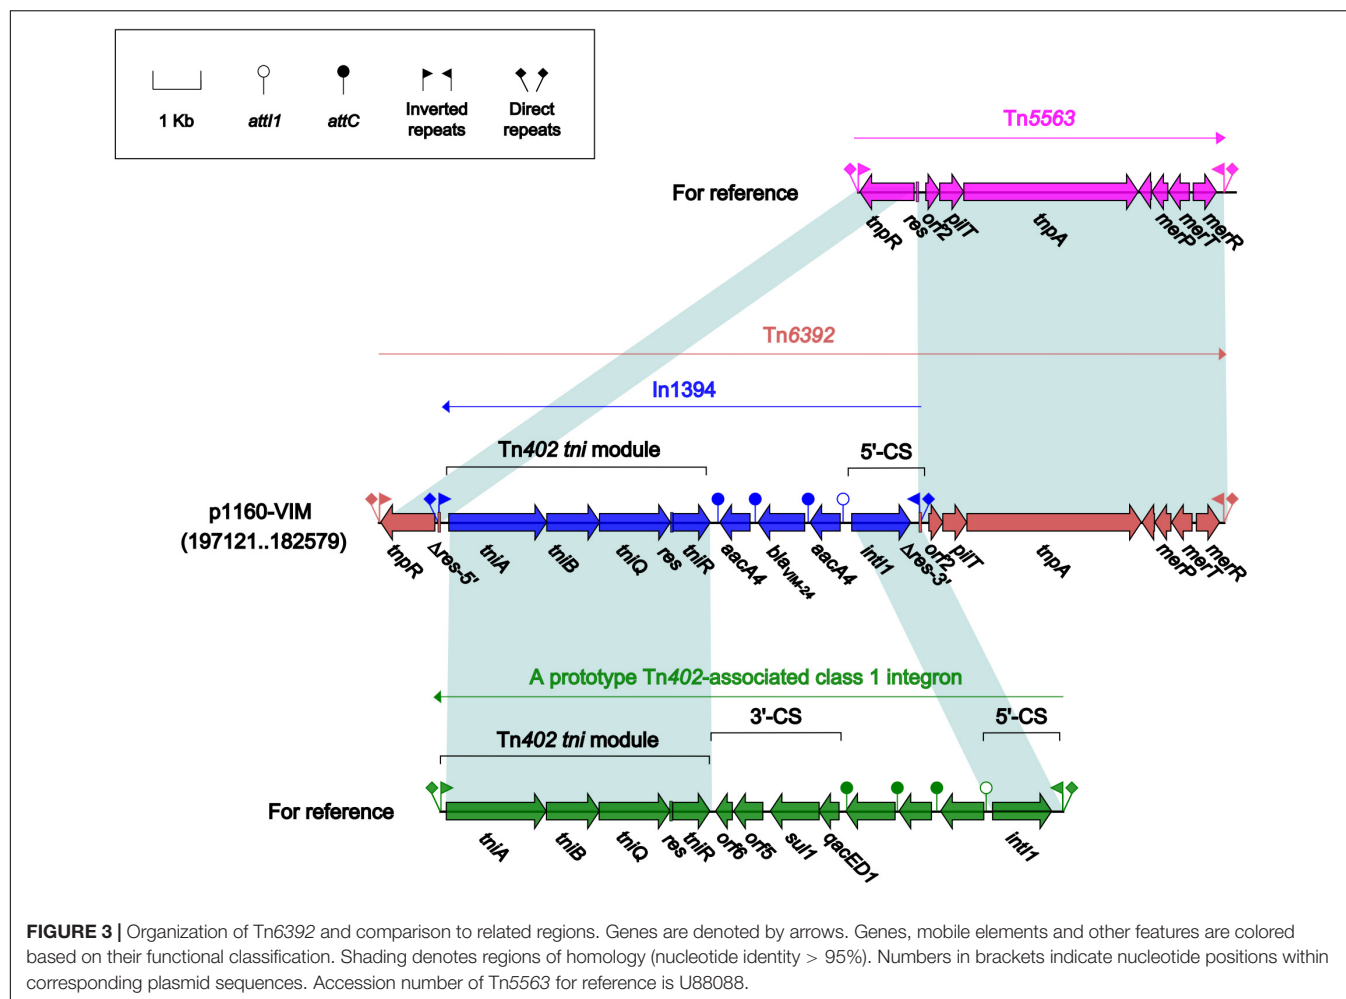 1 Kb
attI1
attC
Inverted
repeats
Direct
repeats
Tn5563
For reference
tnpR
res
orf2
pilT
tnpA
merP
merT
merR
Tn6392
In1394
Tn402 tni module
5'-CS
p1160-VIM
(197121..182579)
tnpR
Δres-5'
tniA
tniB
tniQ
res
tniR
aacA4
blaVIM-24
aacA4
intI1
Δres-3'
orf2
pilT
tnpA
merP
merT
merR
A prototype Tn402-associated class 1 integron
3'-CS
5'-CS
Tn402 tni module
For reference
tniA
tniB
tniQ
res
tniR
orf6
orf5
sul1
qacED1
intI1
FIGURE 3 | Organization of Tn6392 and comparison to related regions. Genes are denoted by arrows. Genes, mobile elements and other features are colored
based on their functional classification. Shading denotes regions of homology (nucleotide identity > 95%). Numbers in brackets indicate nucleotide positions within
corresponding plasmid sequences. Accession number of Tn5563 for reference is U88088.